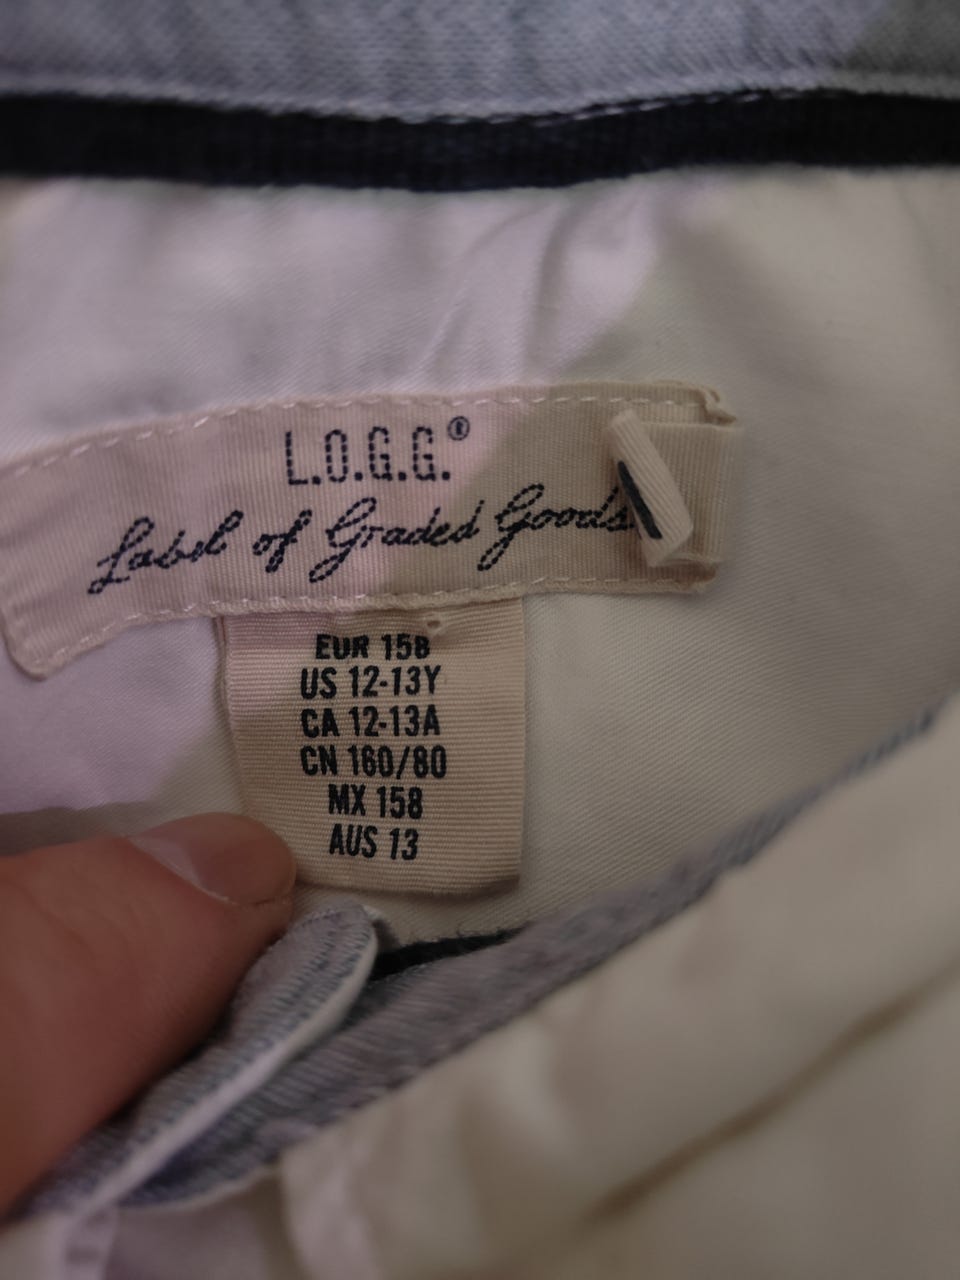 L.O.G.G.®
Label of Graded Goods
EUR 158
US 12-13Y
CA 12-13A
CN 160/80
MX 158
AUS 13